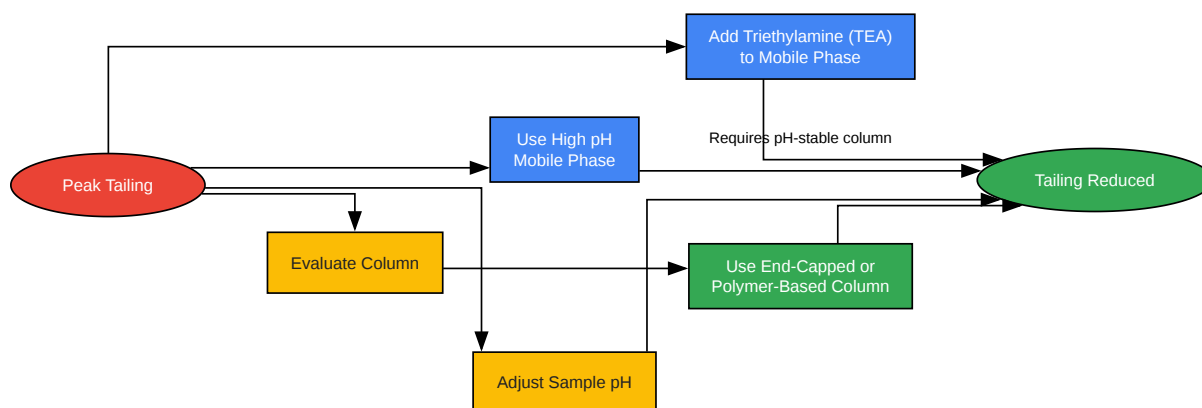 Add Triethylamine (TEA)
to Mobile Phase
Use High pH
Mobile Phase
Requires pH-stable column
Peak Tailing
Tailing Reduced
Evaluate Column
Use End-Capped or
Polymer-Based Column
Adjust Sample pH